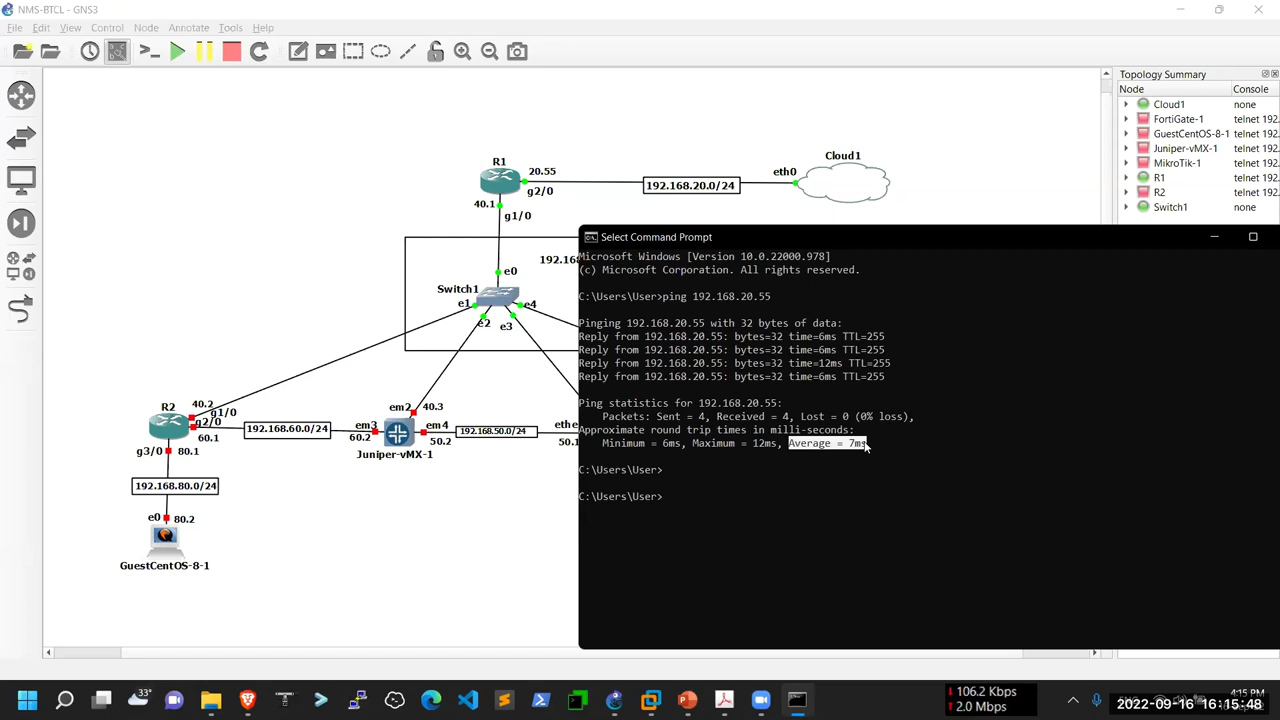 NMS-BTCL - GNS3
File Edit View Control Node Annotate Tools Help
Topology Summary
Node Console
Cloud1 none
FortiGate-1 telnet 192.
GuestCentOS-8-1 telnet 192.
Juniper-vMX-1 telnet 192.
MikroTik-1 telnet 192.
R1 telnet 192.
R2 telnet 192.
Switch1 none
R1
20.55
g2/0
192.168.20.0/24
eth0
Cloud1
40.1
g1/0
e0
192.16
Switch1
e1
e2
e3
e4
R2
40.2
g1/0
g2/0
60.1
192.168.60.0/24
em3
60.2
em2
40.3
em4
50.2
192.168.50.0/24
ethe
50.1
Juniper-vMX-1
g3/0
80.1
192.168.80.0/24
e0
80.2
GuestCentOS-8-1
Select Command Prompt
Microsoft Windows [Version 10.0.22000.978]
(c) Microsoft Corporation. All rights reserved.
C:\Users\User>ping 192.168.20.55
Pinging 192.168.20.55 with 32 bytes of data:
Reply from 192.168.20.55: bytes=32 time=6ms TTL=255
Reply from 192.168.20.55: bytes=32 time=6ms TTL=255
Reply from 192.168.20.55: bytes=32 time=12ms TTL=255
Reply from 192.168.20.55: bytes=32 time=6ms TTL=255
Ping statistics for 192.168.20.55:
Packets: Sent = 4, Received = 4, Lost = 0 (0% loss),
Approximate round trip times in milli-seconds:
Minimum = 6ms, Maximum = 12ms, Average = 7ms
C:\Users\User>
C:\Users\User>
33°
106.2 Kbps
2.0 Mbps
4:15 PM
2022-09-16 16:15:48